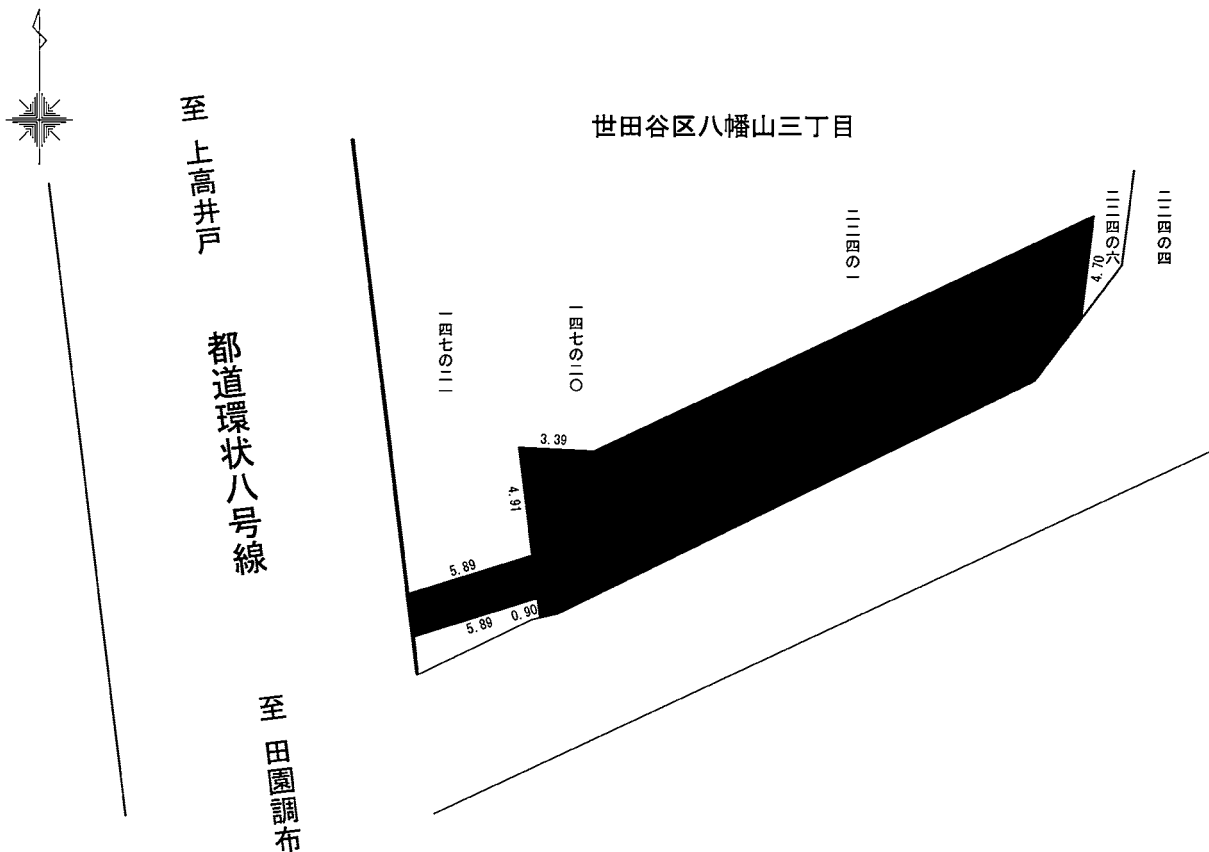 世田谷区八幡山三丁目
至 上高井戸
都道環状八号線
至 田園調布
一四七の二一
一四七の二〇
二二四の一
二二四の六
二二四の四
3.39
4.91
5.89
5.89
0.90
4.70